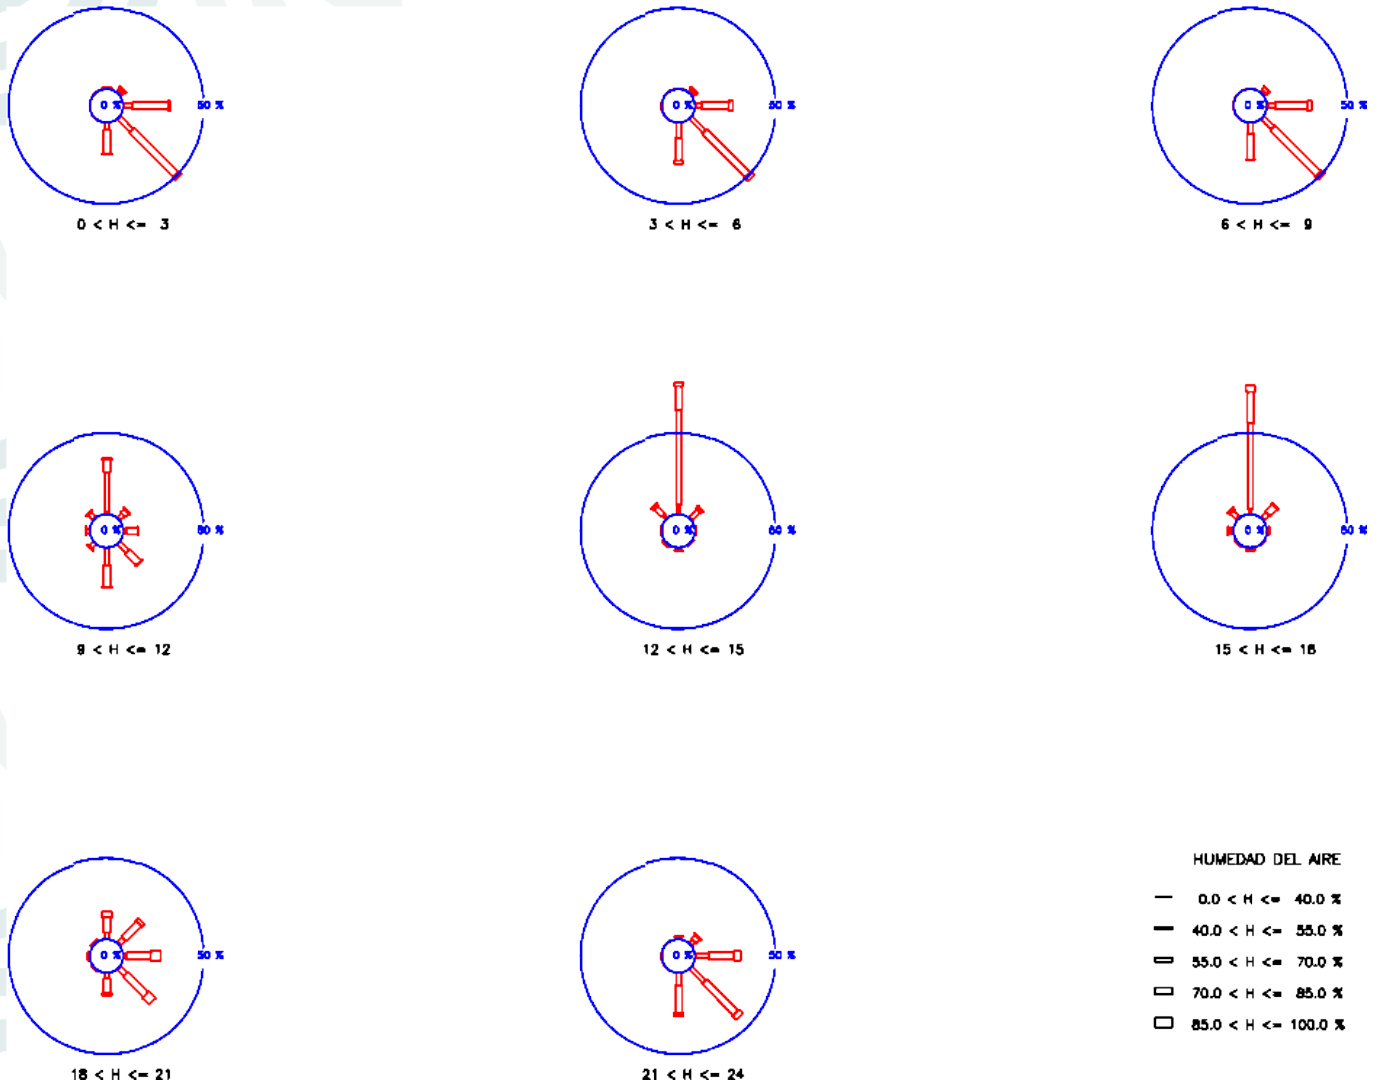 0 % 50 %
0 % 50 %
0 % 50 %
0 < H <= 3
3 < H <= 6
6 < H <= 9
0 % 50 %
0 % 50 %
0 % 50 %
9 < H <= 12
12 < H <= 15
15 < H <= 18
0 % 50 %
0 % 50 %
18 < H <= 21
21 < H <= 24
HUMEDAD DEL AIRE
0.0 < H <= 40.0 %
40.0 < H <= 55.0 %
55.0 < H <= 70.0 %
70.0 < H <= 85.0 %
85.0 < H <= 100.0 %